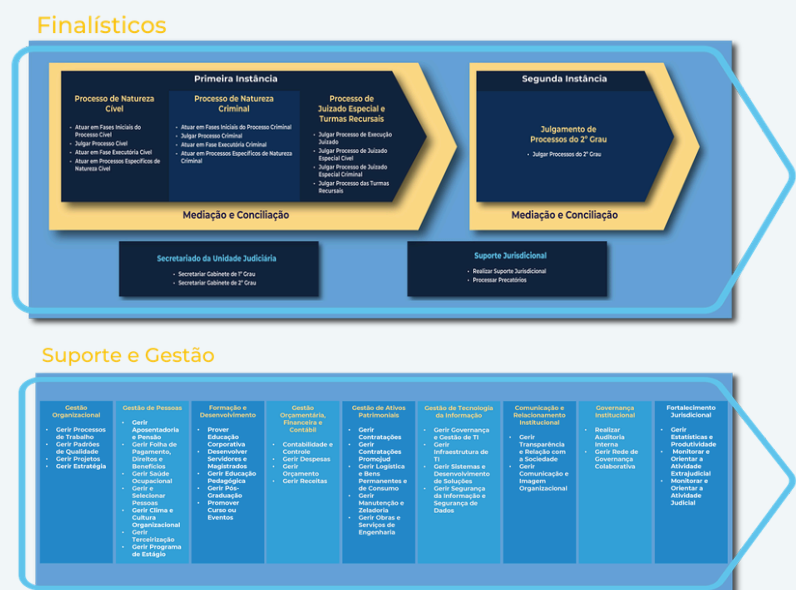 Finalísticos
Primeira Instância
Processo de Natureza
Cível
• Atuar em Fases Iniciais do
Processo Cível
• Julgar Processo Cível
• Atuar em Fase Executória Cível
• Atuar em Processos Específicos de
Natureza Cível
Processo de Natureza
Criminal
• Atuar em Fases Iniciais do Processo Criminal
• Julgar Processo Criminal
• Atuar em Fase Executória Criminal
• Atuar em Processos Específicos de Natureza
Criminal
Processo de
Juizado Especial e
Turmas Recursais
• Julgar Processo de Execução
Juizado
• Julgar Processo de Juizado
Especial Cível
• Julgar Processo de Juizado
Especial Criminal
• Julgar Processo das Turmas
Recursais
Mediação e Conciliação
Segunda Instância
Julgamento de
Processos do 2° Grau
• Julgar Processos do 2° Grau
Mediação e Conciliação
Secretariado da Unidade Judiciária
• Secretariar Gabinete de 1° Grau
• Secretariar Gabinete de 2° Grau
Suporte Jurisdicional
• Realizar Suporte Jurisdicional
• Processar Precatórios
Suporte e Gestão
Gestão
Organizacional
• Gerir Processos
de Trabalho
• Gerir Padrões
de Qualidade
• Gerir Projetos
• Gerir Estratégia
Gestão de Pessoas
• Gerir
Aposentadoria
e Pensão
• Gerir Folha de
Pagamento,
Direitos e
Benefícios
• Gerir Saúde
Ocupacional
• Gerir e
Selecionar
Pessoas
• Gerir Clima e
Cultura
Organizacional
• Gerir
Terceirização
• Gerir Programa
de Estágio
Formação e
Desenvolvimento
• Prover
Educação
Corporativa
• Desenvolver
Servidores e
Magistrados
• Gerir Educação
Pedagógica
• Gerir Pós-
Graduação
• Promover
Curso ou
Eventos
Gestão
Orçamentária,
Financeira e
Contábil
• Contabilidade e
Controle
• Gerir Despesas
• Gerir
Orçamento
• Gerir Receitas
Gestão de Ativos
Patrimoniais
• Gerir
Contratações
• Gerir
Contratações
Promojud
• Gerir Logística
e Bens
Permanentes e
de Consumo
• Gerir
Manutenção e
Zeladoria
• Gerir Obras e
Serviços de
Engenharia
Gestão de Tecnologia
da Informação
• Gerir Governança
e Gestão de TI
• Gerir
Infraestrutura de
TI
• Gerir Sistemas e
Desenvolvimento
de Soluções
• Gerir Segurança
da Informação e
Segurança de
Dados
Comunicação e
Relacionamento
Institucional
• Gerir
Transparência
e Relação com
a Sociedade
• Gerir
Comunicação e
Imagem
Organizacional
Governança
Institucional
• Realizar
Auditoria
Interna
• Gerir Rede de
Governança
Colaborativa
Fortalecimento
Jurisdicional
• Gerir
Estatísticas e
Produtividade
• Monitorar e
Orientar a
Atividade
Extrajudicial
• Monitorar e
Orientar a
Atividade
Judicial